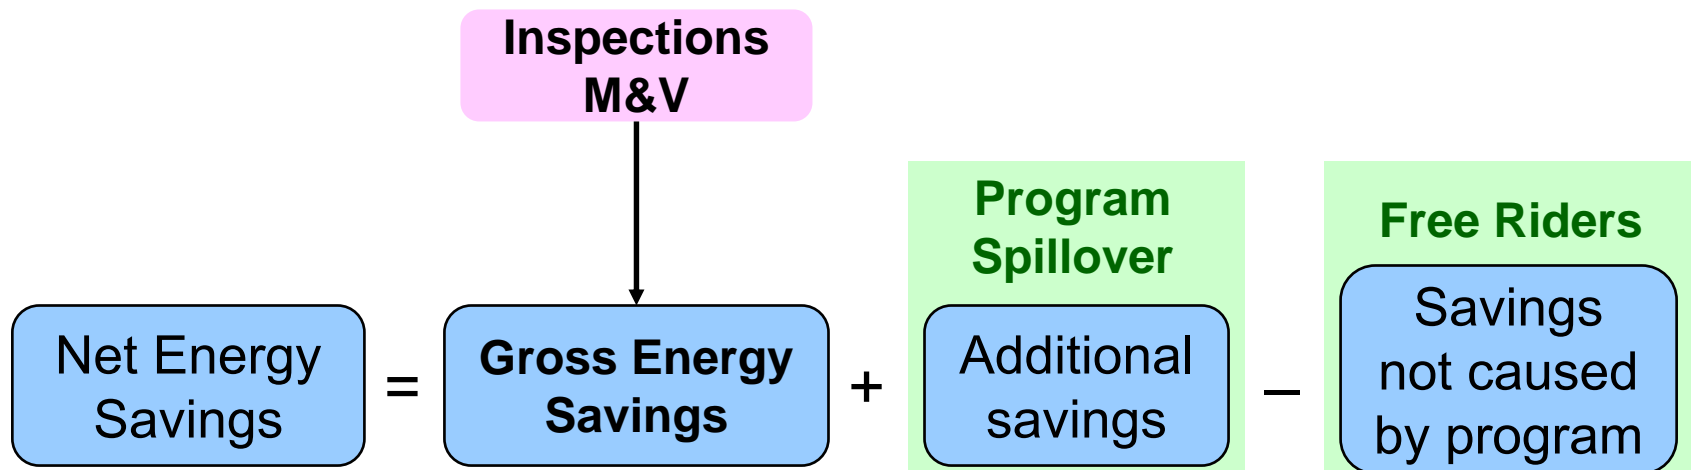 Inspections
M&V
Program
Spillover
Free Riders
Net Energy
Savings
=
Gross Energy
Savings
+
Additional
savings
–
Savings
not caused
by program